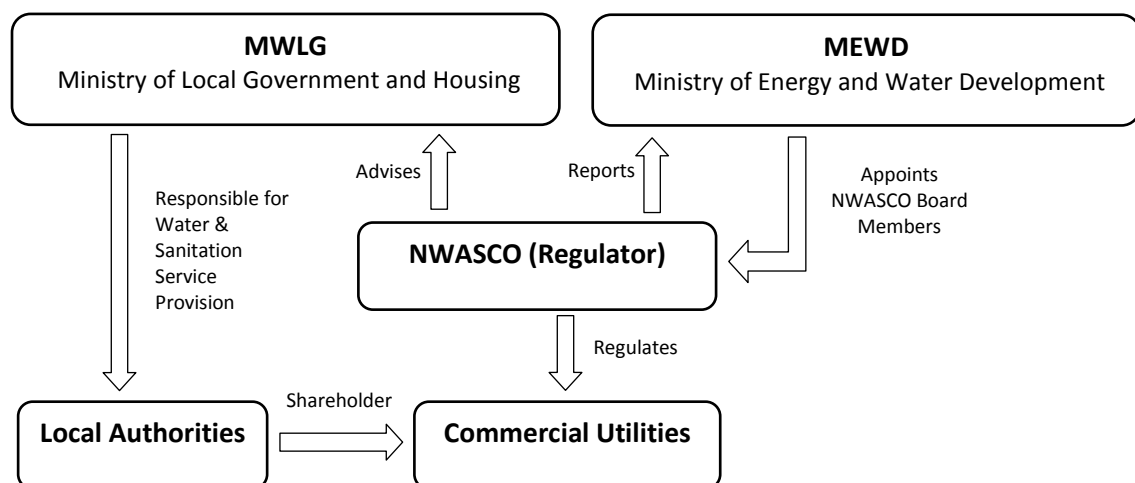 MWLG
Ministry of Local Government and Housing
MEWD
Ministry of Energy and Water Development
Advises
Reports
Responsible for
Water &
Sanitation
Service
Provision
Appoints
NWASCO Board
Members
NWASCO (Regulator)
Regulates
Shareholder
Local Authorities
Commercial Utilities